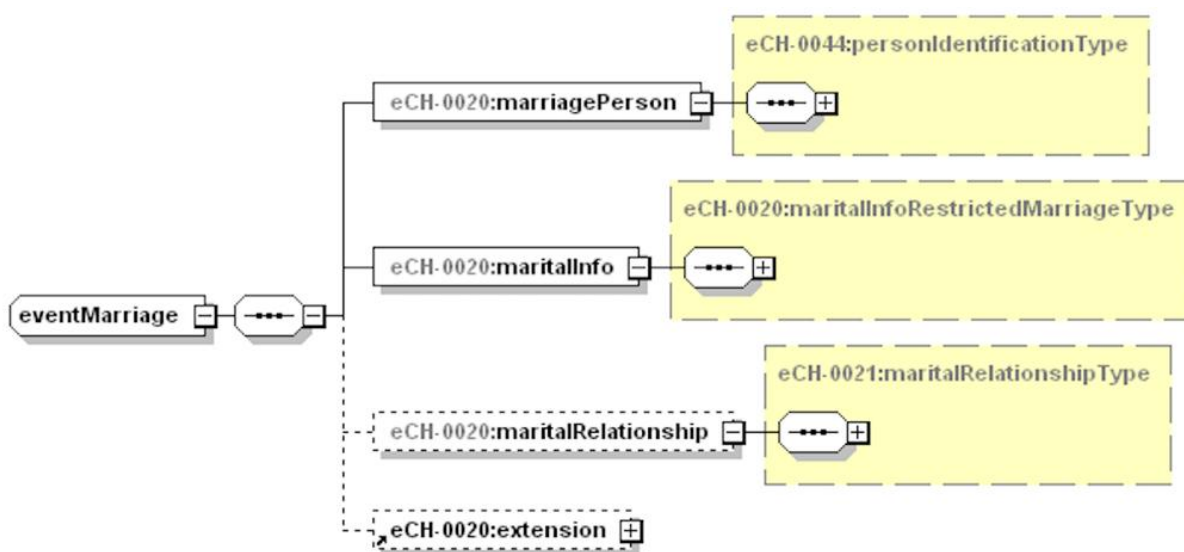 eCH-0044:personIdentificationType
eCH-0020:marriagePerson
eCH-0020:maritalInfoRestrictedMarriageType
eCH-0020:maritalInfo
eventMarriage
eCH-0021:maritalRelationshipType
eCH-0020:maritalRelationship
eCH-0020:extension